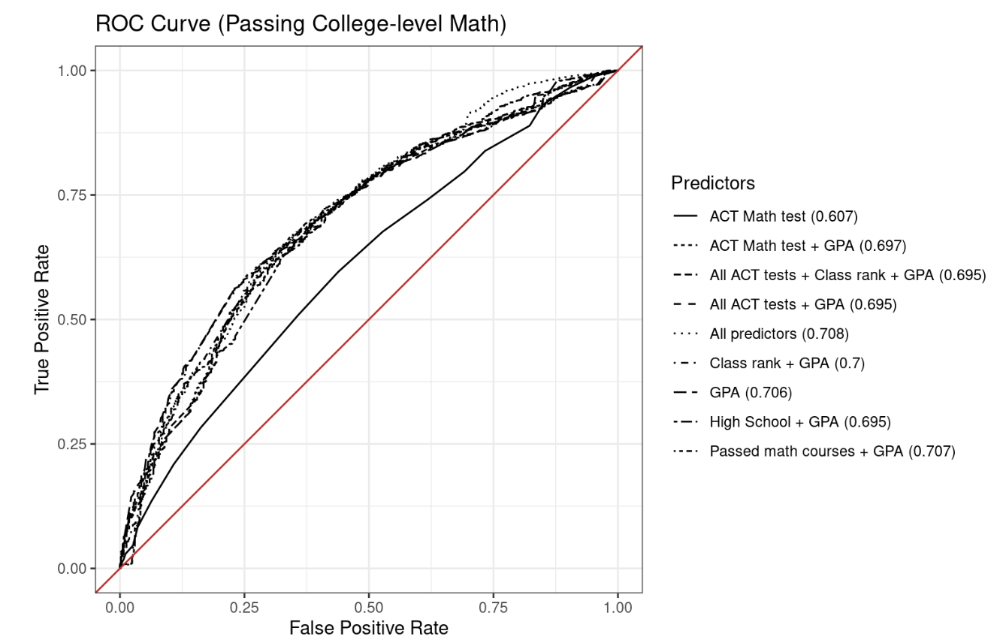 ROC Curve (Passing College-level Math)
1.00
0.75
0.50
0.25
0.00
True Positive Rate
0.00 0.25 0.50 0.75 1.00
False Positive Rate
Predictors
ACT Math test (0.607)
ACT Math test + GPA (0.697)
All ACT tests + Class rank + GPA (0.695)
All ACT tests + GPA (0.695)
All predictors (0.708)
Class rank + GPA (0.7)
GPA (0.706)
High School + GPA (0.695)
Passed math courses + GPA (0.707)